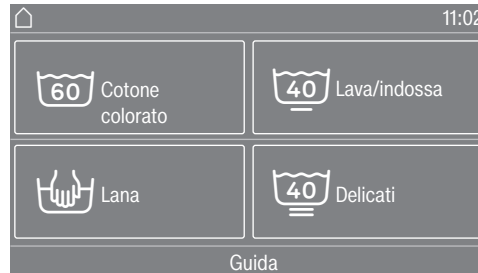 11:02
60 Cotone
colorato
40 Lava/indossa
Lana
40 Delicati
Guida